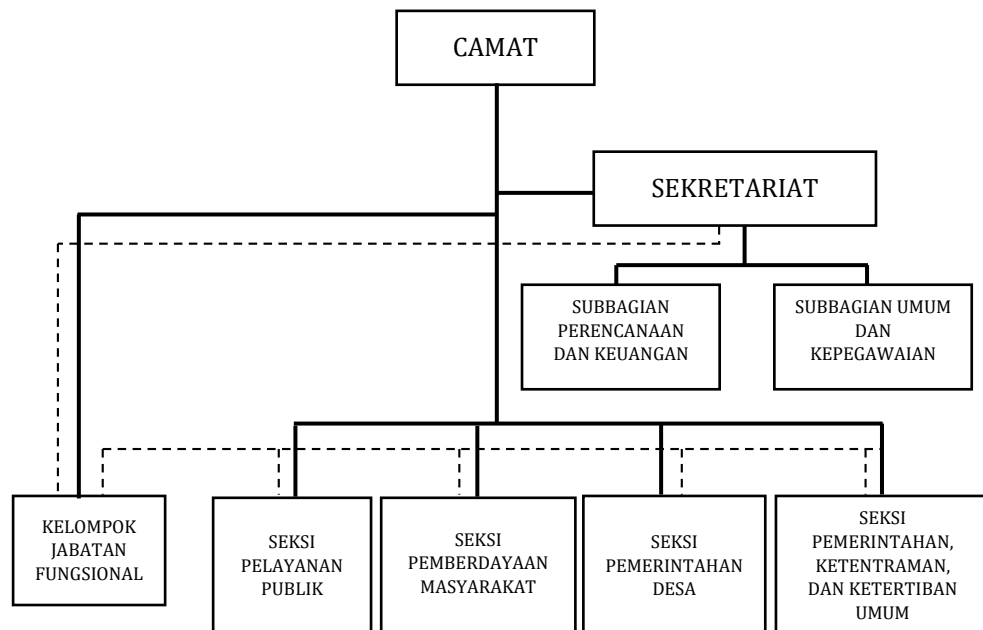 CAMAT
SEKRETARIAT
SUBBAGIAN
PERENCANAAN
DAN KEUANGAN
SUBBAGIAN UMUM
DAN
KEPEGAWAIAN
KELOMPOK
JABATAN
FUNGSIONAL
SEKSI
PELAYANAN
PUBLIK
SEKSI
PEMBERDAYAAN
MASYARAKAT
SEKSI
PEMERINTAHAN
DESA
SEKSI
PEMERINTAHAN,
KETENTRAMAN,
DAN KETERTIBAN
UMUM